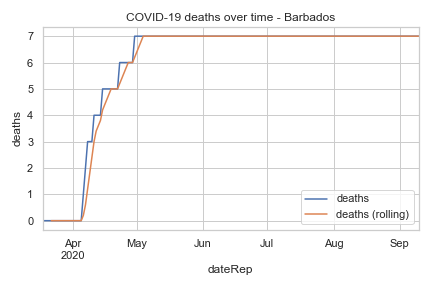 COVID-19 deaths over time - Barbados
deaths
7
6
5
4
3
2
1
0
deaths
deaths (rolling)
Apr
2020
May
Jun
Jul
Aug
Sep
dateRep